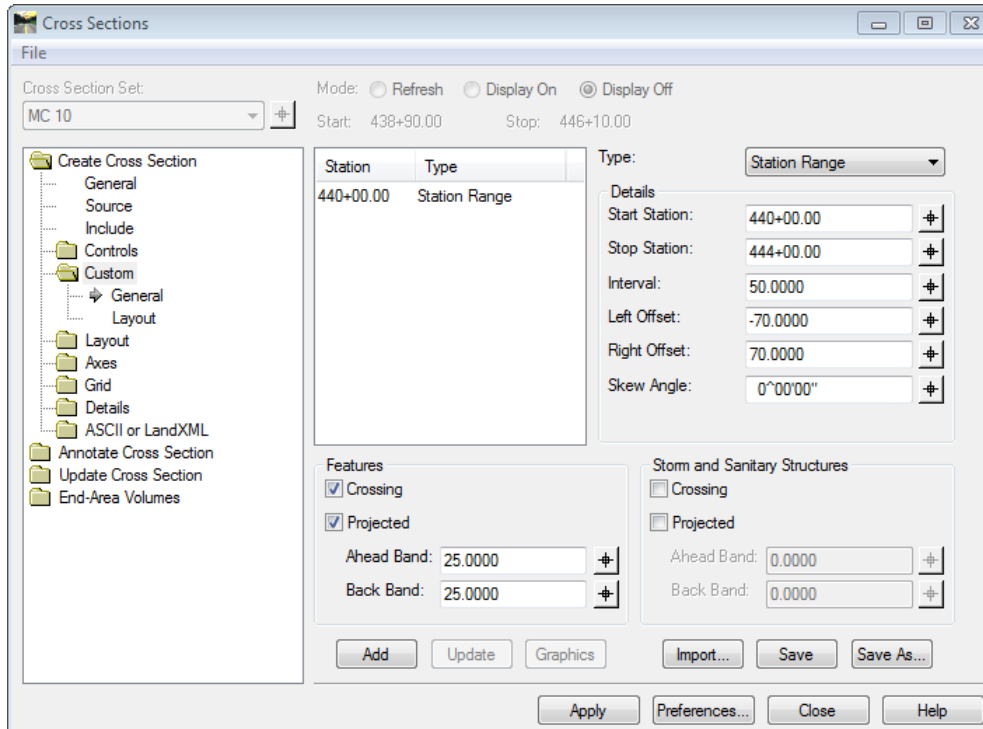 Cross Sections
File
Cross Section Set:
MC 10
Mode: Refresh Display On Display Off
Start: 438+90.00 Stop: 446+10.00
Create Cross Section
General
Source
Include
Controls
Custom
General
Layout
Layout
Axes
Grid
Details
ASCII or LandXML
Annotate Cross Section
Update Cross Section
End-Area Volumes
Station Type
440+00.00 Station Range
Type: Station Range
Details
Start Station: 440+00.00
Stop Station: 444+00.00
Interval: 50.0000
Left Offset: -70.0000
Right Offset: 70.0000
Skew Angle: 0^00'00"
Features
Crossing
Projected
Ahead Band: 25.0000
Back Band: 25.0000
Storm and Sanitary Structures
Crossing
Projected
Ahead Band: 0.0000
Back Band: 0.0000
Add Update Graphics Import... Save Save As...
Apply Preferences... Close Help